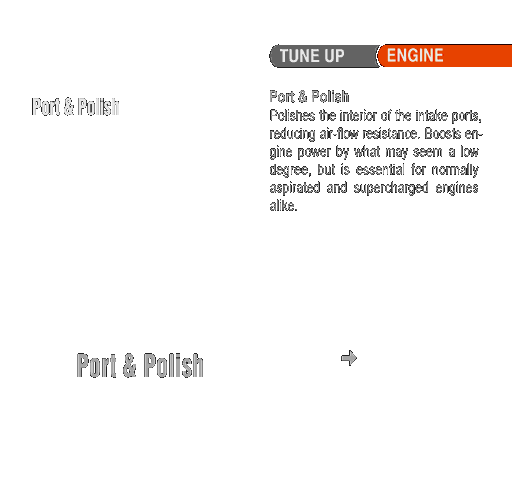 TUNE UP ENGINE
Port & Polish
Port & Polish
Polishes the interior of the intake ports,
reducing air-flow resistance. Boosts en-
gine power by what may seem a low
degree, but is essential for normally
aspirated and supercharged engines
alike.
Port & Polish